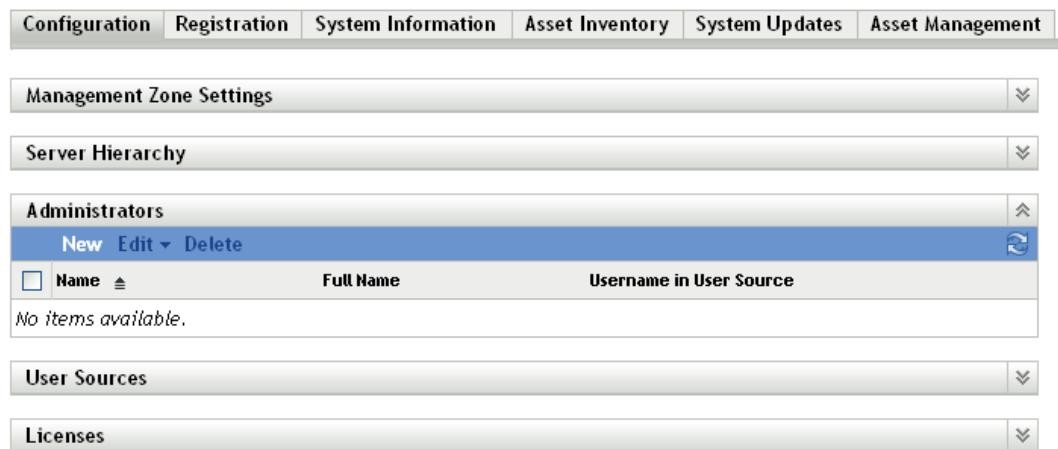 Configuration Registration System Information Asset Inventory System Updates Asset Management
Management Zone Settings
Server Hierarchy
Administrators
New Edit Delete
Name Full Name Username in User Source
No items available.
User Sources
Licenses